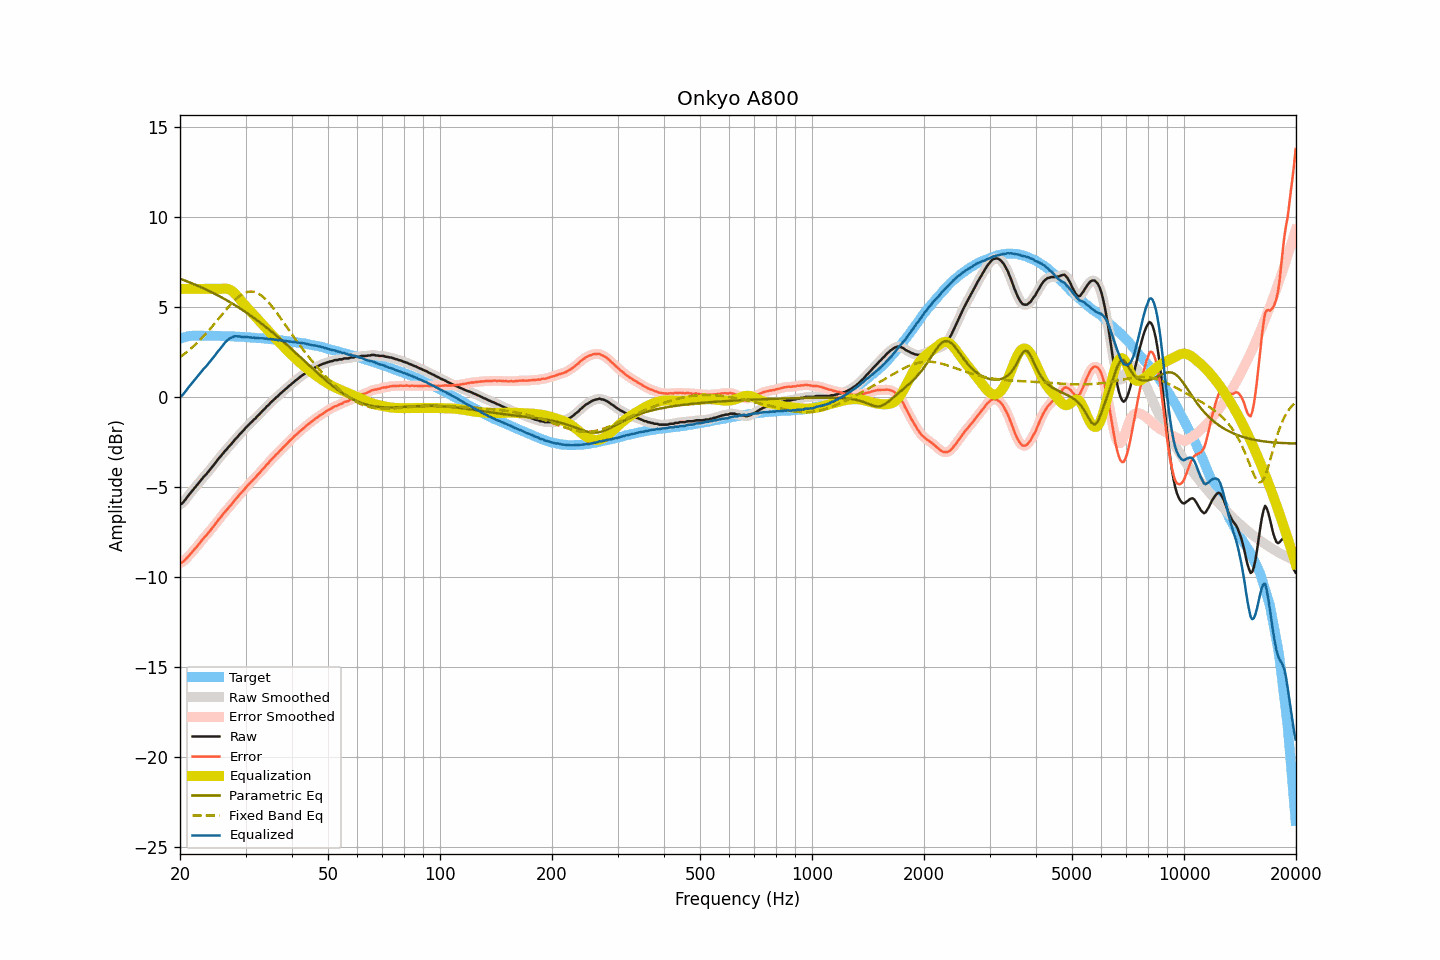 Onkyo A800
15
10
5
0
−5
−10
−15
−20
−25
Amplitude (dBr)
Target
Raw Smoothed
Error Smoothed
Raw
Error
Equalization
Parametric Eq
Fixed Band Eq
Equalized
20 50 100 200 500 1000 2000 5000 10000 20000
Frequency (Hz)